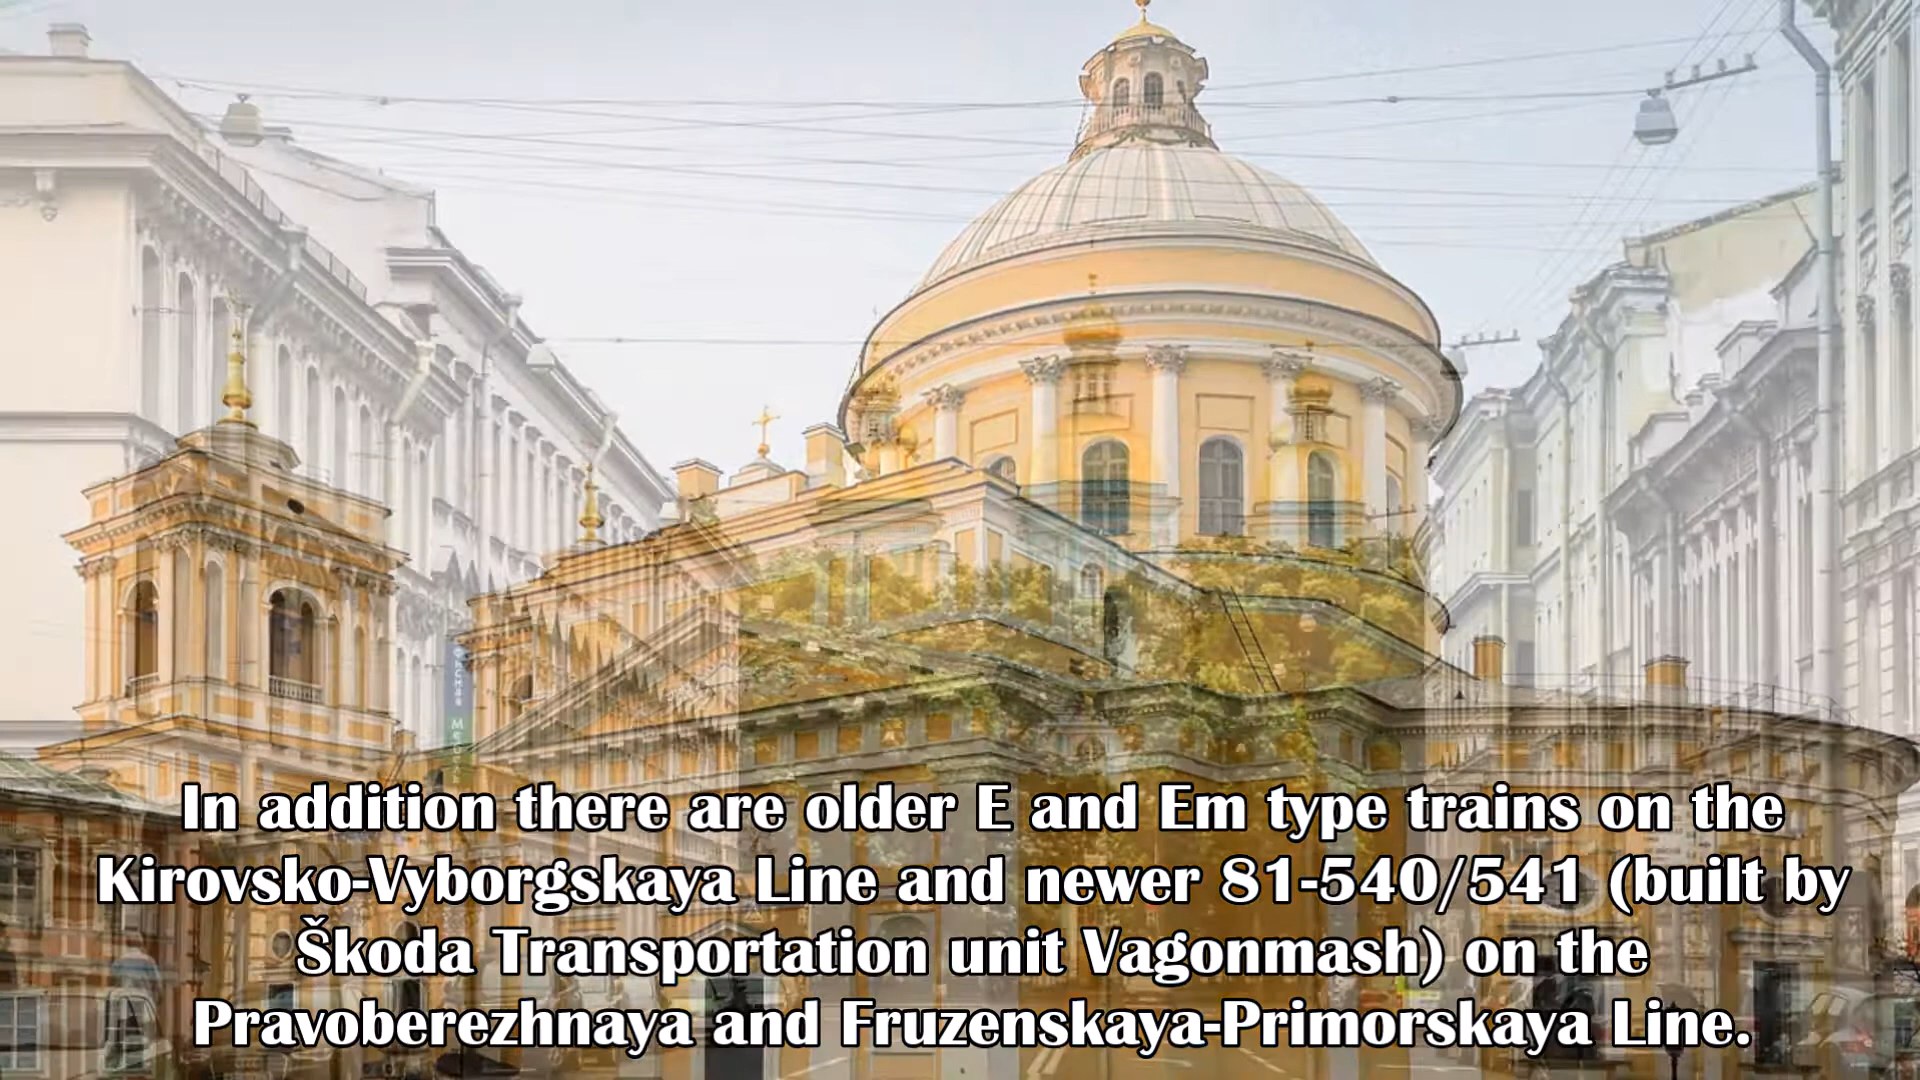 In addition there are older E and Em type trains on the
Kirovsko-Vyborgskaya Line and newer 81-540/541 (built by
Škoda Transportation unit Vagonmash) on the
Pravoberezhnaya and Fruzenskaya-Primorskaya Line.